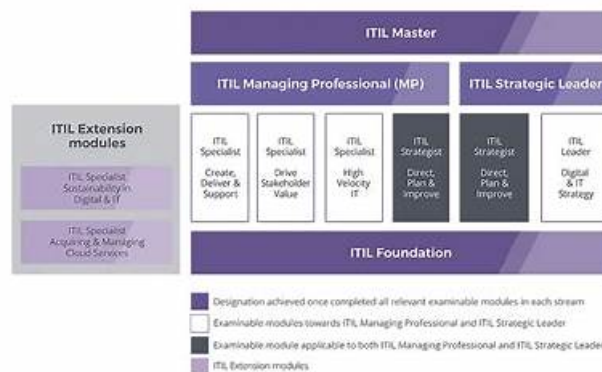 ITIL Master
ITIL Managing Professional (MP)
ITIL Strategic Leader
ITIL Extension
modules
ITIL Specialist
Sustainability in
Digital & IT
ITIL Specialist
Acquiring & Managing
Cloud Services
ITIL
Specialist
Create,
Deliver &
Support
ITIL
Specialist
Drive
Stakeholder
Value
ITIL
Specialist
High
Velocity
IT
ITIL
Strategist
Direct,
Plan &
Improve
ITIL
Strategist
Direct,
Plan &
Improve
ITIL
Leader
Digital
& IT
Strategy
ITIL Foundation
Designation achieved once completed all relevant examinable modules in each stream
Examinable modules towards ITIL Managing Professional and ITIL Strategic Leader
Examinable module applicable to both ITIL Managing Professional and ITIL Strategic Leader
ITIL Extension modules